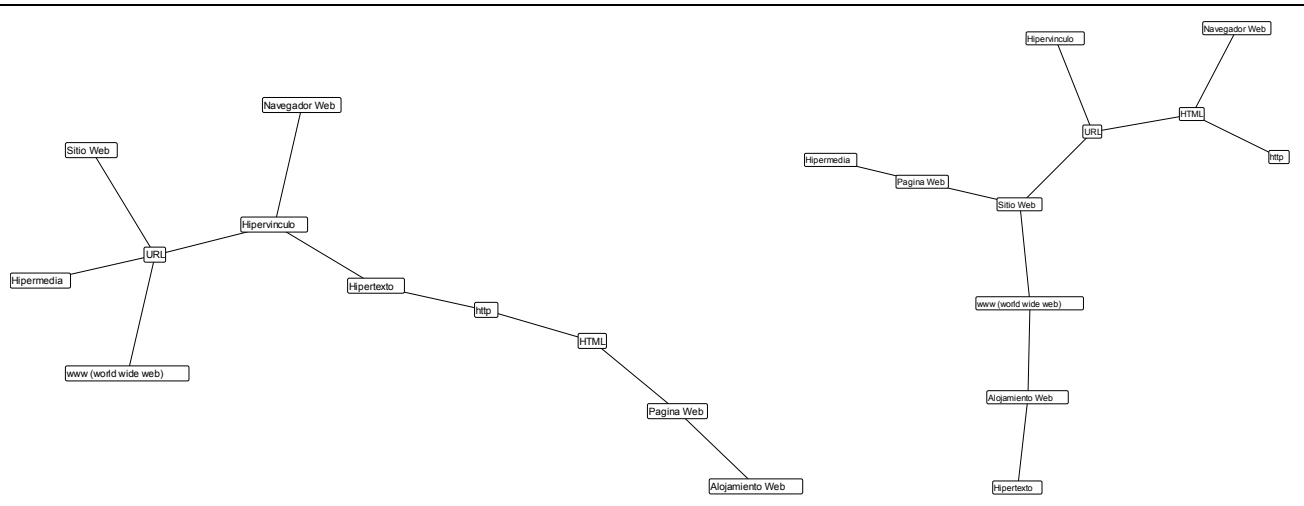 Navegador Web
Sitio Web
Hipervinculo
URL
Hipermedia
Hipertexto
http
HTML
www (world wide web)
Pagina Web
Alojamiento Web
Navegador Web
Hipervinculo
HTML
URL
http
Hipermedia
Pagina Web
Sitio Web
www (world wide web)
Alojamiento Web
Hipertexto